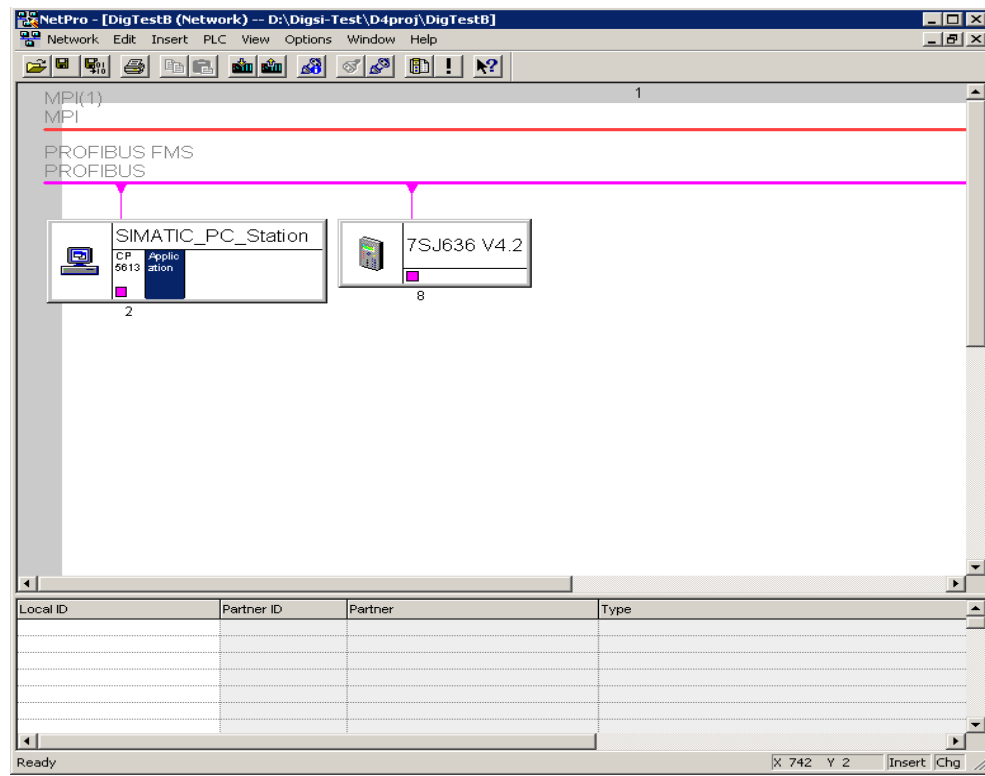 NetPro - [DigTestB (Network) -- D:\Digsi-Test\D4proj\DigTestB]
Network Edit Insert PLC View Options Window Help
1
MPI(1)
MPI
PROFIBUS FMS
PROFIBUS
SIMATIC_PC_Station
CP
5613
Applic
ation
2
7SJ636 V4.2
8
Local ID Partner ID Partner Type
Ready X 742 Y 2 Insert Chg